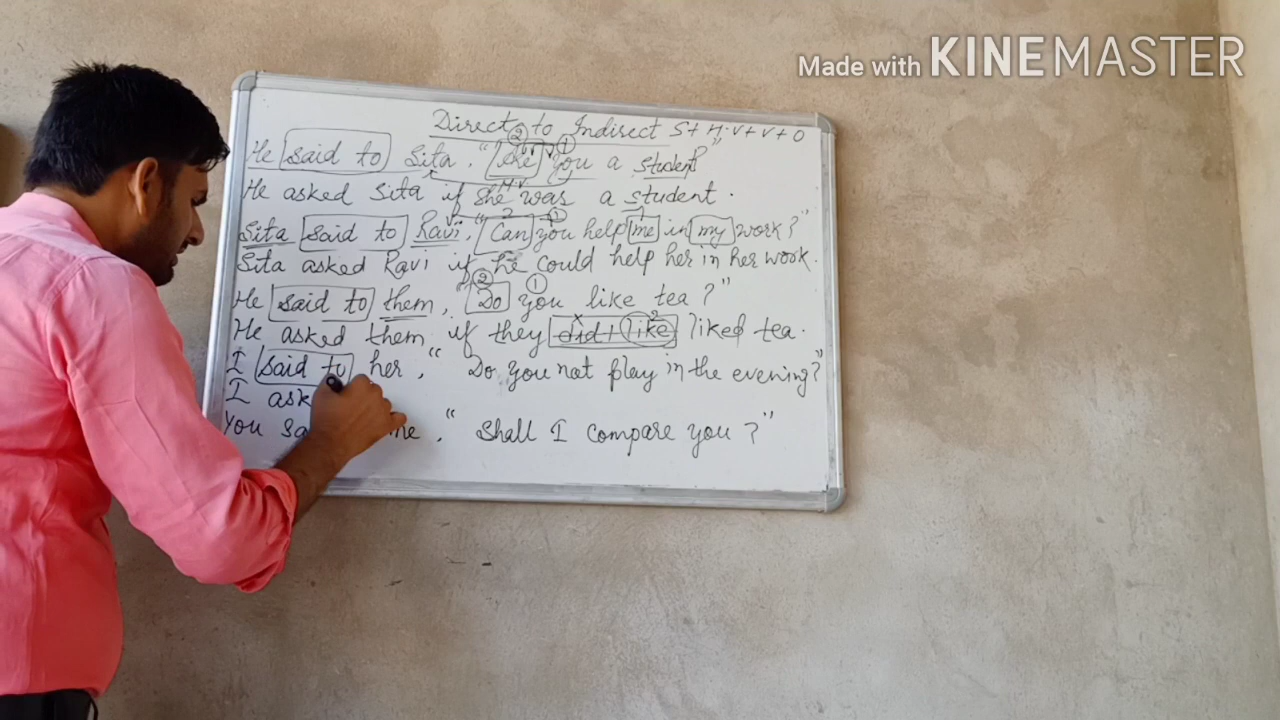 Made with KINEMASTER
Direct to Indirect S+H.V+V+O
He said to Sita, "Are you a student?"
He asked Sita if she was a student.
Sita said to Ravi, "Can you help me in my work?"
Sita asked Ravi if he could help her in her work.
He said to them, "Do you like tea?"
He asked them if they did like liked tea.
I said to her, "Do you not play in the evening?"
I ask
You sa me, "Shall I compare you?"